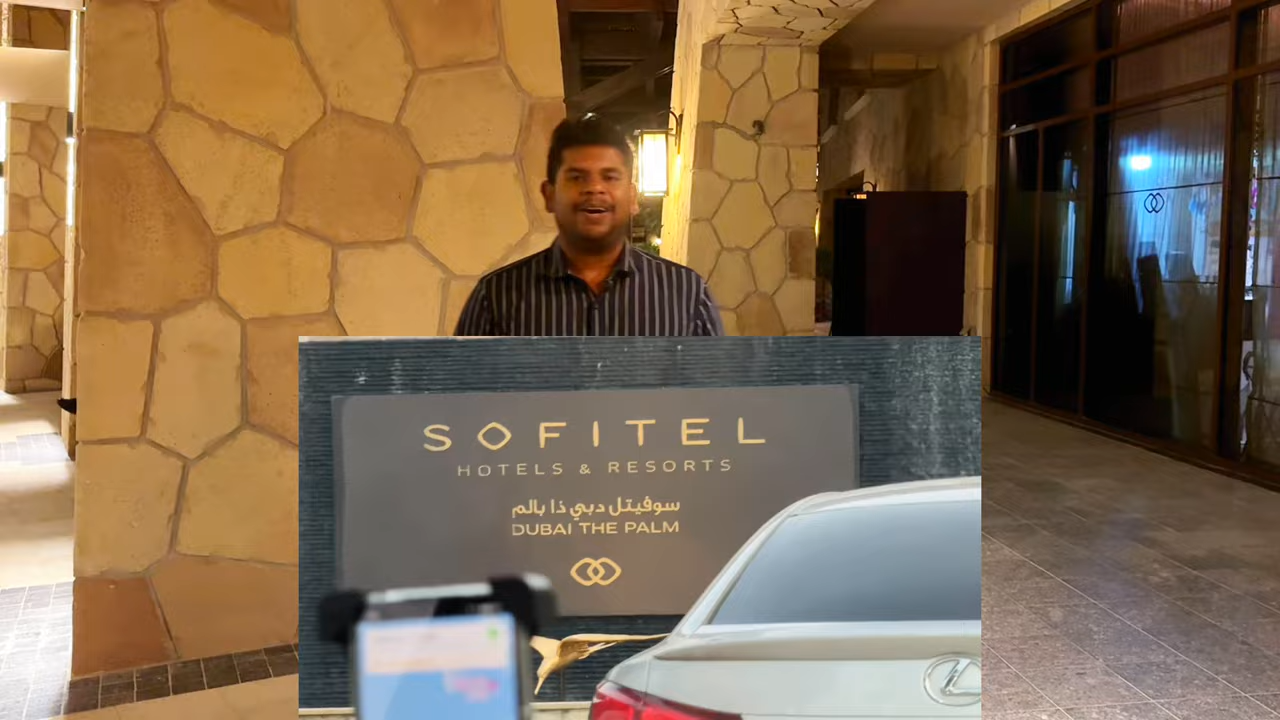 SOFITEL
HOTELS & RESORTS
سوفيتل دبي ذا بالم
DUBAI THE PALM